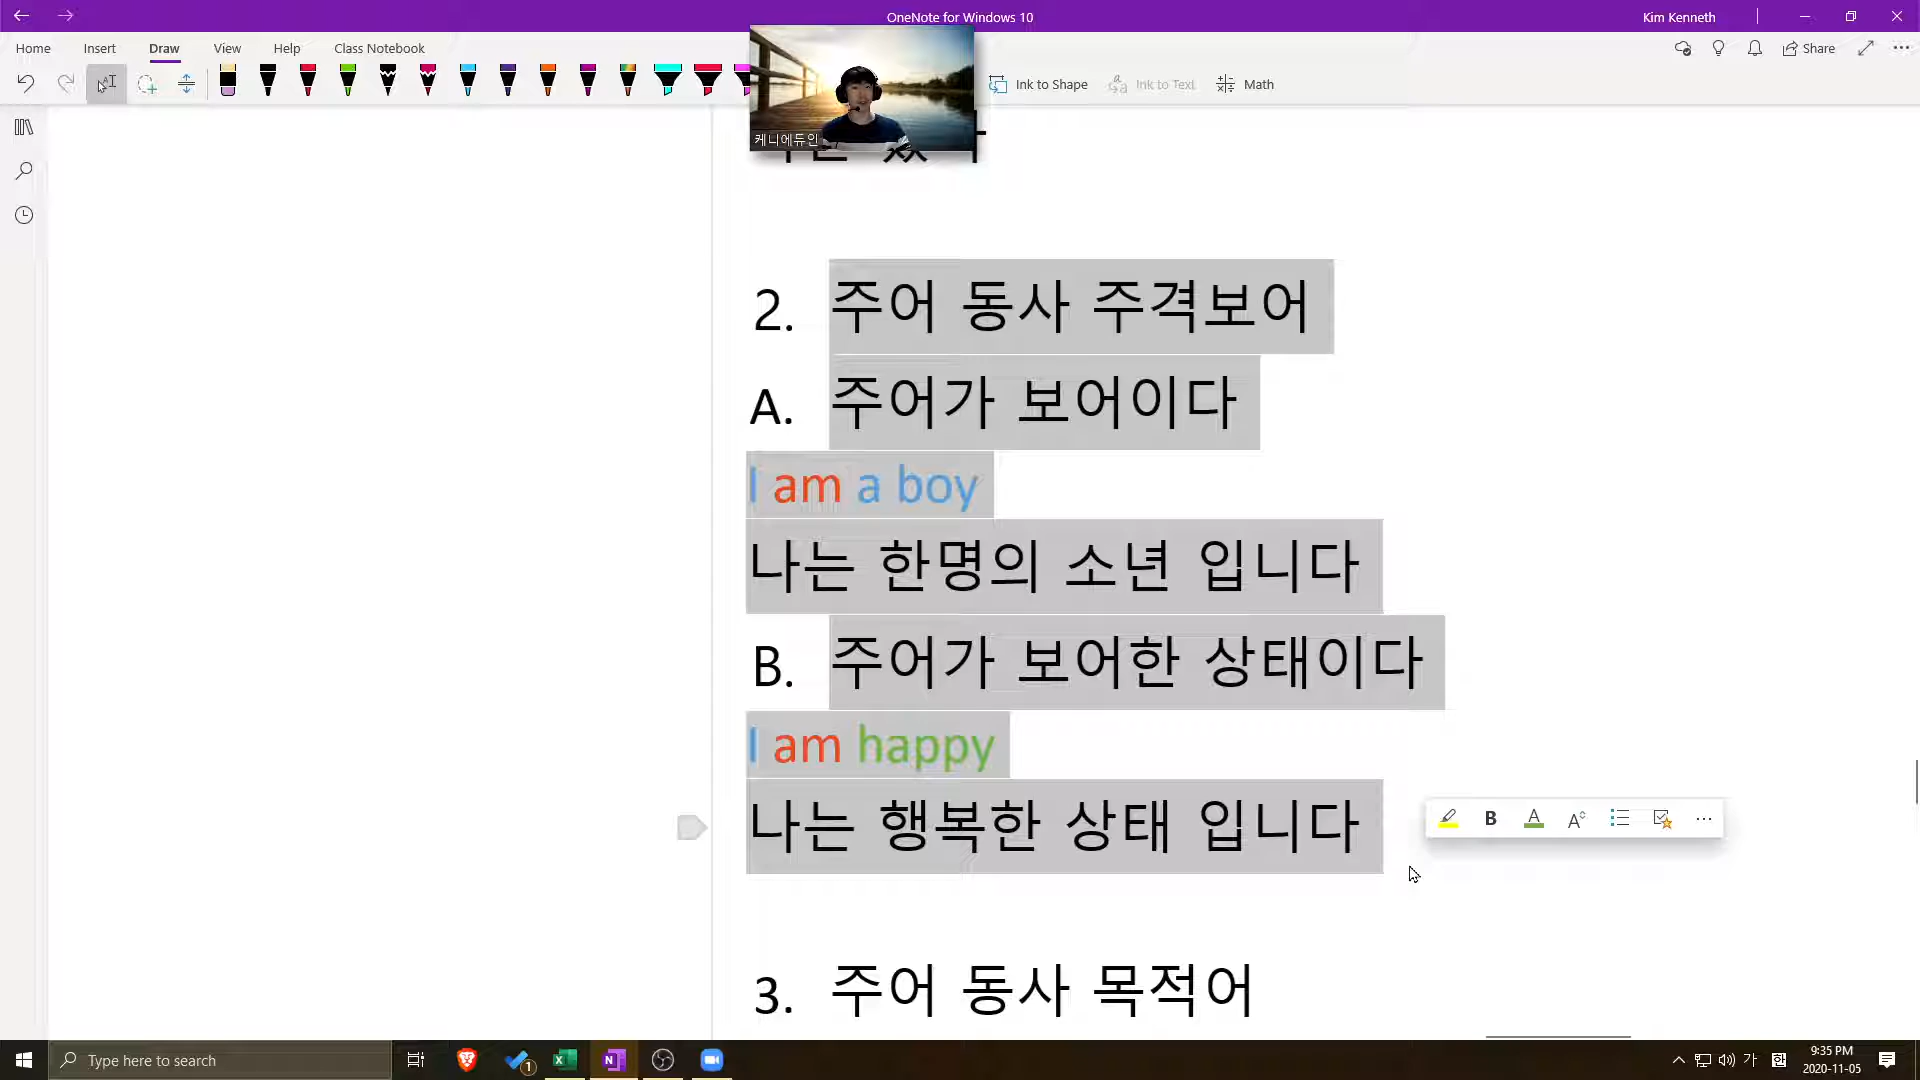 OneNote for Windows 10
Kim Kenneth
Home Insert Draw View Help Class Notebook
Share
Ink to Shape Ink to Text Math
케니에듀인
2. 주어 동사 주격보어
A. 주어가 보어이다
I am a boy
나는 한명의 소년 입니다
B. 주어가 보어한 상태이다
I am happy
나는 행복한 상태 입니다
3. 주어 동사 목적어
Type here to search
가
9:35 PM
2020-11-05